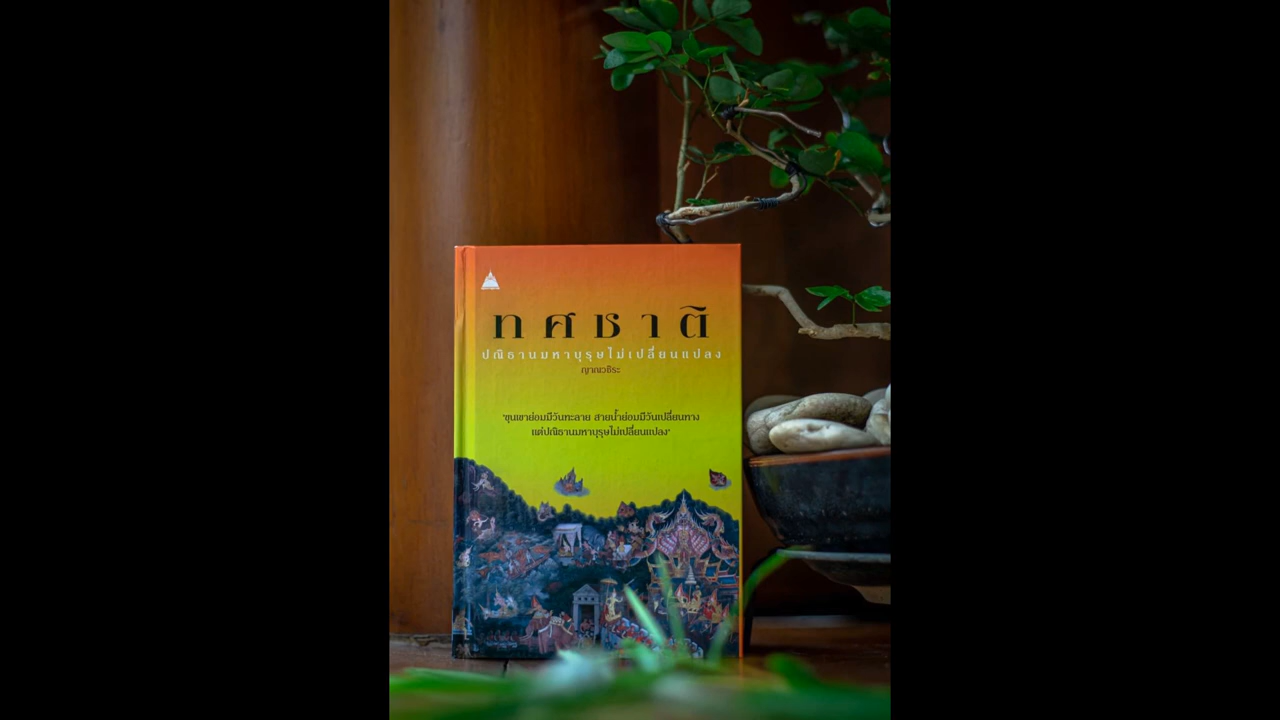 ทศชาติ
ปณิธานมหาบุรุษไม่เปลี่ยนแปลง
ญาณวชิระ
"ขุนเขาย่อมมีวันทะลาย สายน้ำย่อมมีวันเปลี่ยนทาง
แต่ปณิธานมหาบุรุษไม่เปลี่ยนแปลง"